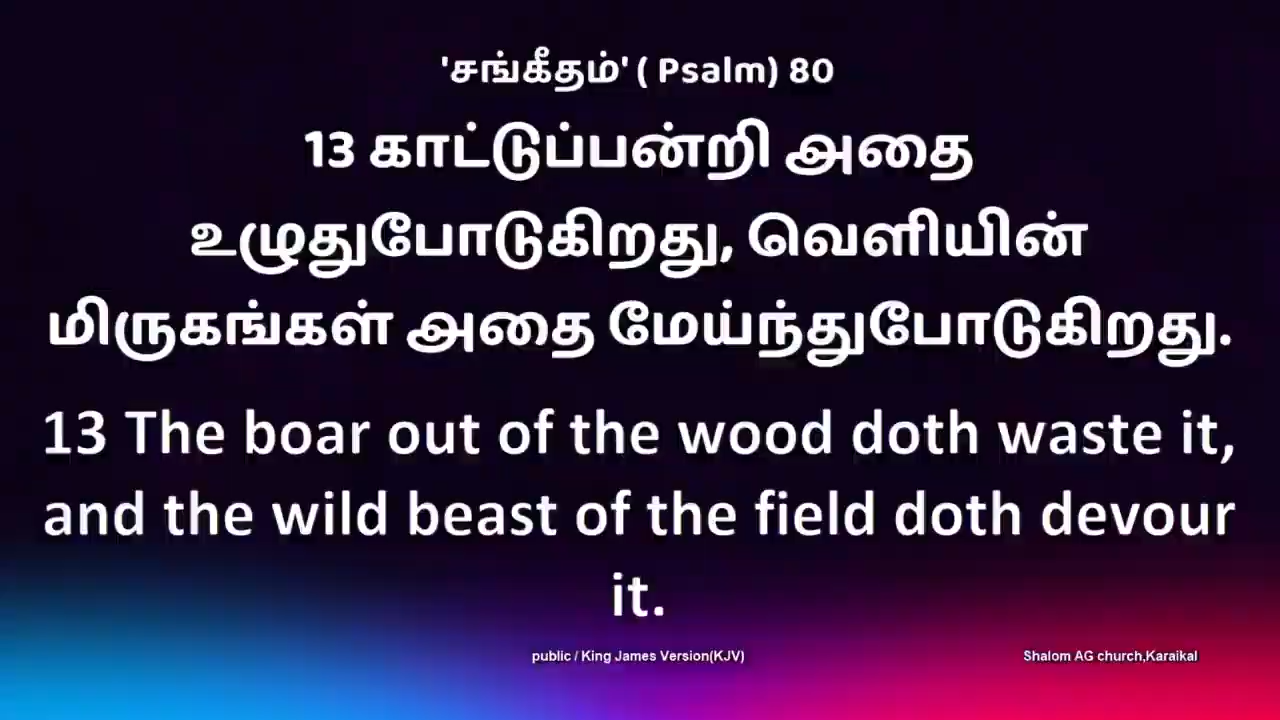 'சங்கீதம்' ( Psalm) 80
13 காட்டுப்பன்றி அதை
உழுதுபோடுகிறது, வெளியின்
மிருகங்கள் அதை மேய்ந்துபோடுகிறது.
13 The boar out of the wood doth waste it,
and the wild beast of the field doth devour
it.
public / King James Version(KJV)
Shalom AG church,Karaikal